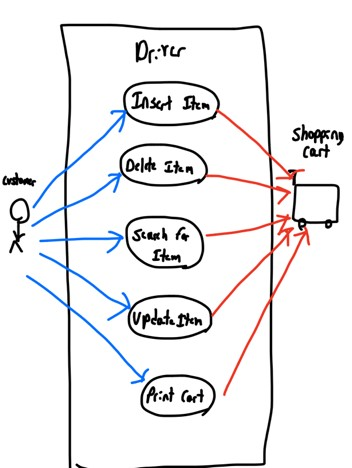 Driver
Insert Item
Shopping
Cart
Delete Item
Customer
Search for
Item
Update Item
Print Cart